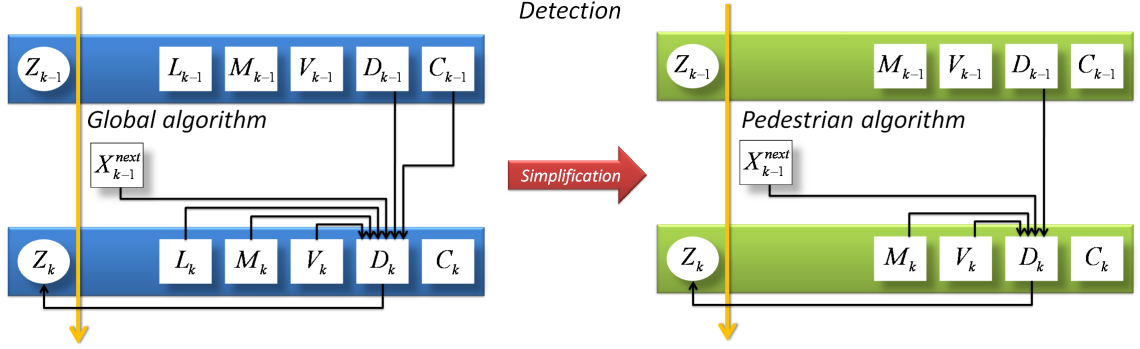 Detection
Z_{k-1} L_{k-1} M_{k-1} V_{k-1} D_{k-1} C_{k-1}
Global algorithm
X_{k-1}^{next}
Z_k L_k M_k V_k D_k C_k
Simplification
Z_{k-1} M_{k-1} V_{k-1} D_{k-1} C_{k-1}
Pedestrian algorithm
X_{k-1}^{next}
Z_k M_k V_k D_k C_k